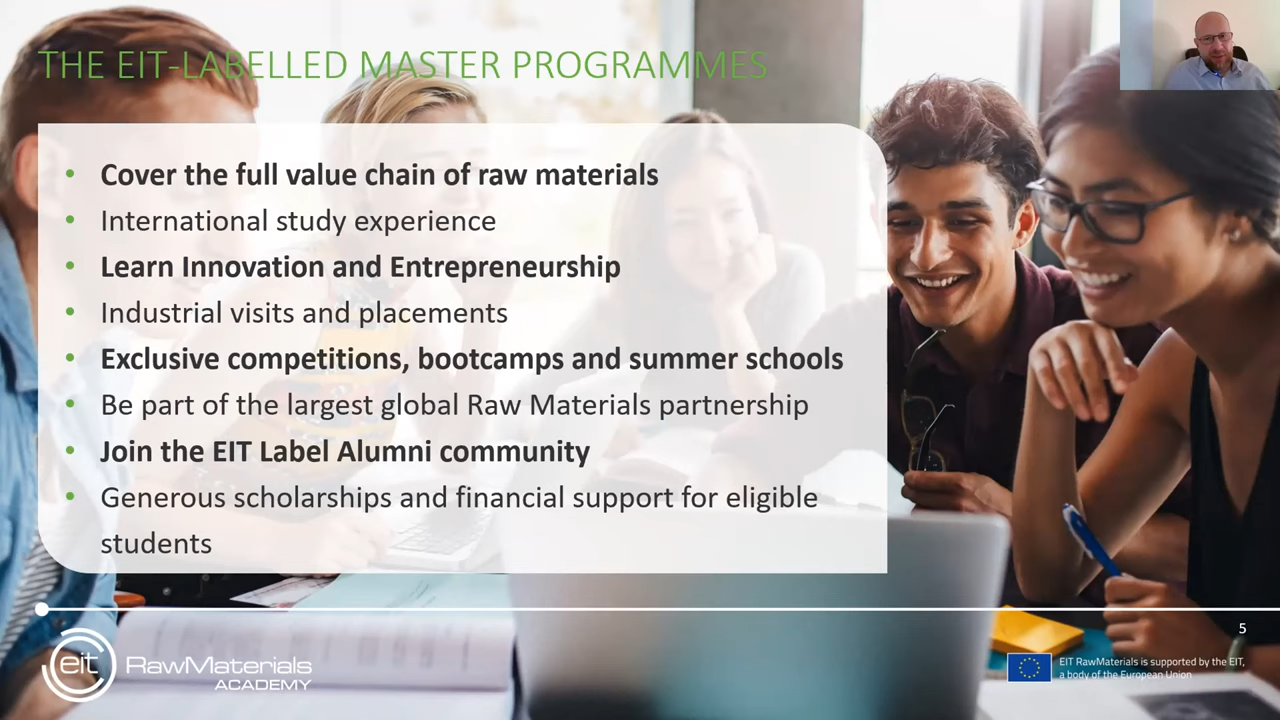 THE EIT-LABELLED MASTER PROGRAMMES
• Cover the full value chain of raw materials
• International study experience
• Learn Innovation and Entrepreneurship
• Industrial visits and placements
• Exclusive competitions, bootcamps and summer schools
• Be part of the largest global Raw Materials partnership
• Join the EIT Label Alumni community
• Generous scholarships and financial support for eligible
students
5
eit RawMaterials
ACADEMY
EIT RawMaterials is supported by the EIT,
a body of the European Union